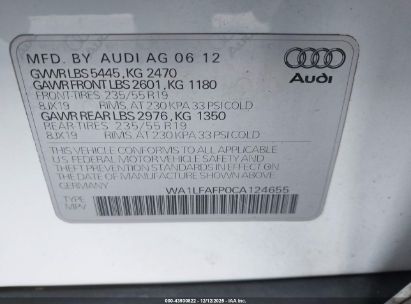 MFD. BY AUDI AG 06 12
GVWR LBS 5445, KG 2470
GAWR FRONT LBS 2601, KG 1180
FRONT-TIRES 235/55 R19
8JX19 RIMS, AT 230 KPA 33 PSI COLD
GAWR REAR LBS 2976, KG 1350
REAR-TIRES 235/55 R19
8JX19 RIMS, AT 230 KPA 33 PSI COLD
THIS VEHICLE CONFORMS TO ALL APPLICABLE
U.S. FEDERAL MOTOR VEHICLE SAFETY AND
THEFT PREVENTION STANDARDS IN EFFECT ON
THE DATE OF MANUFACTURE SHOWN ABOVE
GERMANY WA1LFAFP0CA124655
TYPE
MPV
Audi
000-43900822 - 12/12/2025 - IAAI